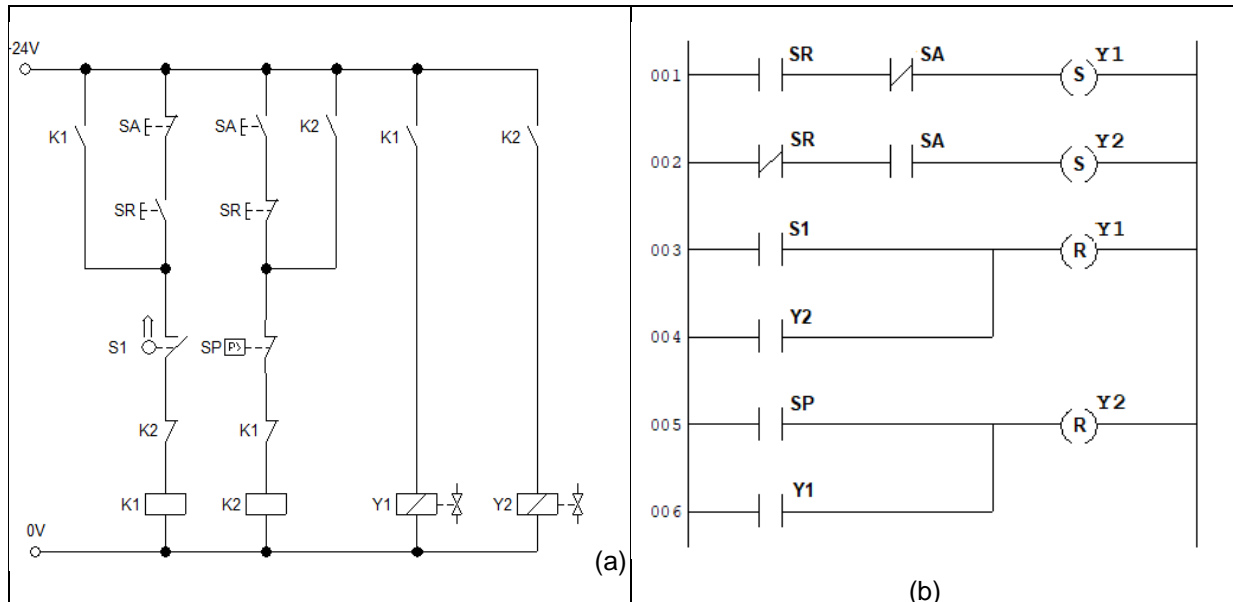 -24V
K1
SA
SA
K2
K1
K2
SR
SR
S1
SP
P>
K2
K1
K1
K2
Y1
Y2
0V
(a)
001
SR
SA
S
Y1
002
SR
SA
S
Y2
003
S1
R
Y1
004
Y2
005
SP
R
Y2
006
Y1
(b)